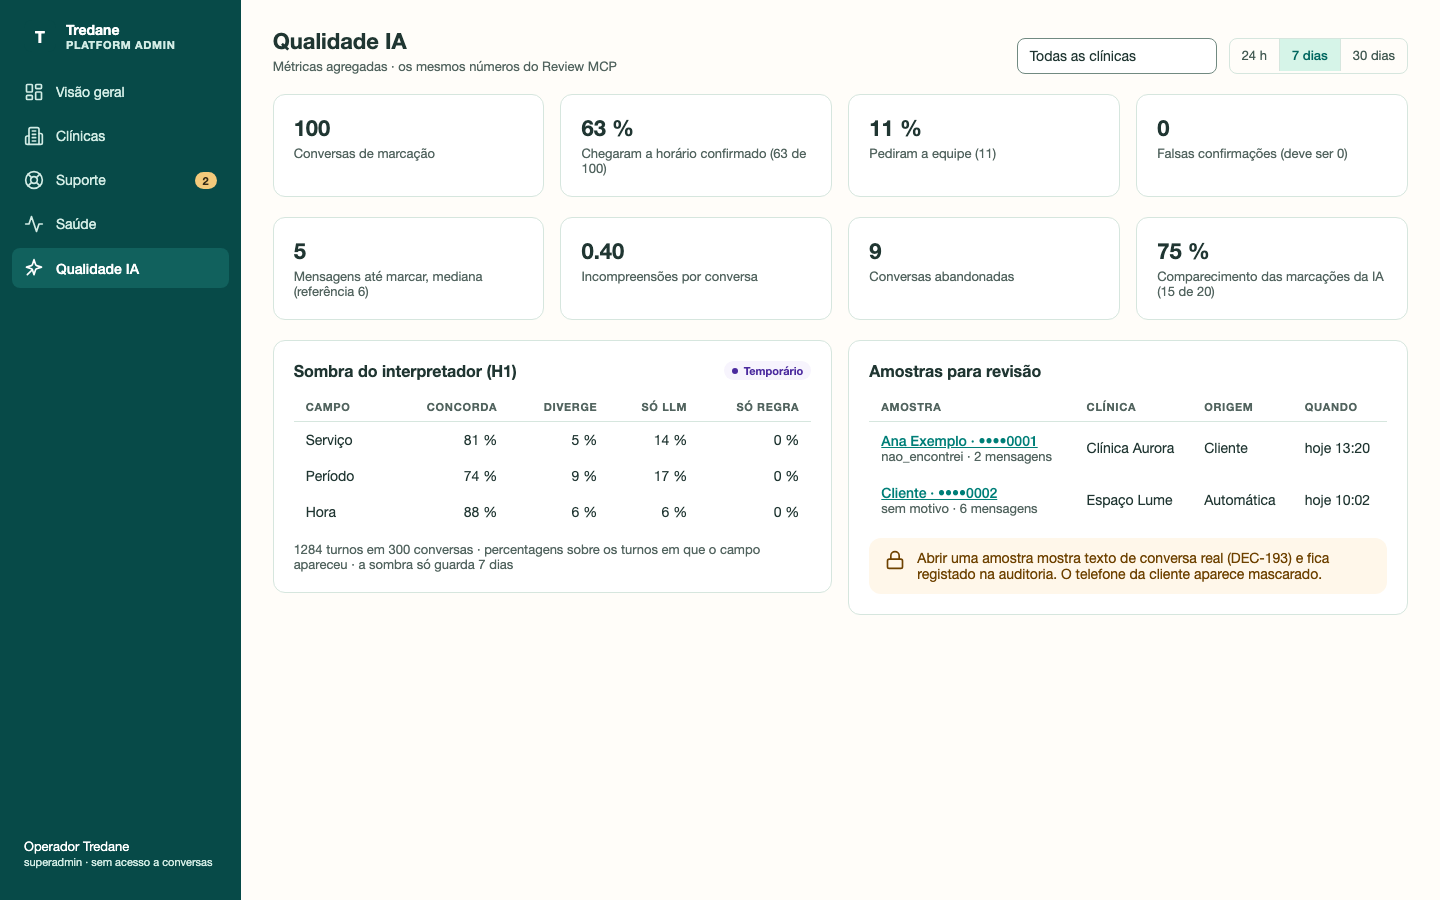 T
Tredane
PLATFORM ADMIN
Visão geral
Clínicas
Suporte
2
Saúde
Qualidade IA
Operador Tredane
superadmin · sem acesso a conversas
Qualidade IA
Métricas agregadas · os mesmos números do Review MCP
Todas as clínicas
24 h
7 dias
30 dias
100
Conversas de marcação
63 %
Chegaram a horário confirmado (63 de
100)
11 %
Pediram a equipe (11)
0
Falsas confirmações (deve ser 0)
5
Mensagens até marcar, mediana
(referência 6)
0.40
Incompreensões por conversa
9
Conversas abandonadas
75 %
Comparecimento das marcações da IA
(15 de 20)
Sombra do interpretador (H1)
Temporário
CAMPO CONCORDA DIVERGE SÓ LLM SÓ REGRA
Serviço 81 % 5 % 14 % 0 %
Período 74 % 9 % 17 % 0 %
Hora 88 % 6 % 6 % 0 %
1284 turnos em 300 conversas · percentagens sobre os turnos em que o campo
apareceu · a sombra só guarda 7 dias
Amostras para revisão
AMOSTRA CLÍNICA ORIGEM QUANDO
Ana Exemplo · ••••0001
nao_encontrei · 2 mensagens
Clínica Aurora Cliente hoje 13:20
Cliente · ••••0002
sem motivo · 6 mensagens
Espaço Lume Automática hoje 10:02
Abrir uma amostra mostra texto de conversa real (DEC-193) e fica
registado na auditoria. O telefone da cliente aparece mascarado.